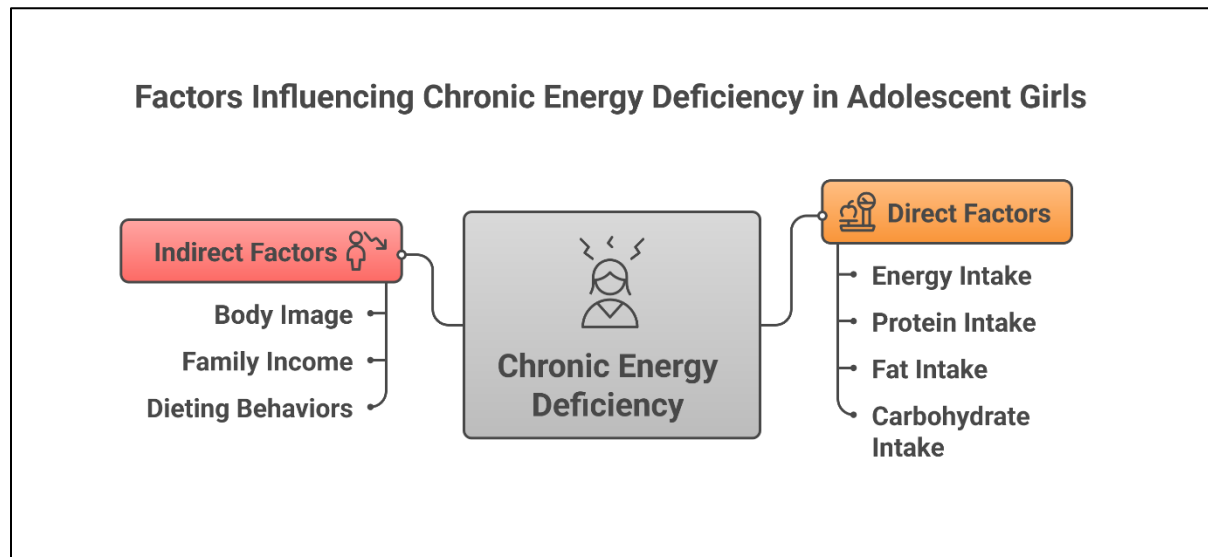 Factors Influencing Chronic Energy Deficiency in Adolescent Girls
Indirect Factors
Body Image
Family Income
Dieting Behaviors
Chronic Energy
Deficiency
Direct Factors
Energy Intake
Protein Intake
Fat Intake
Carbohydrate
Intake